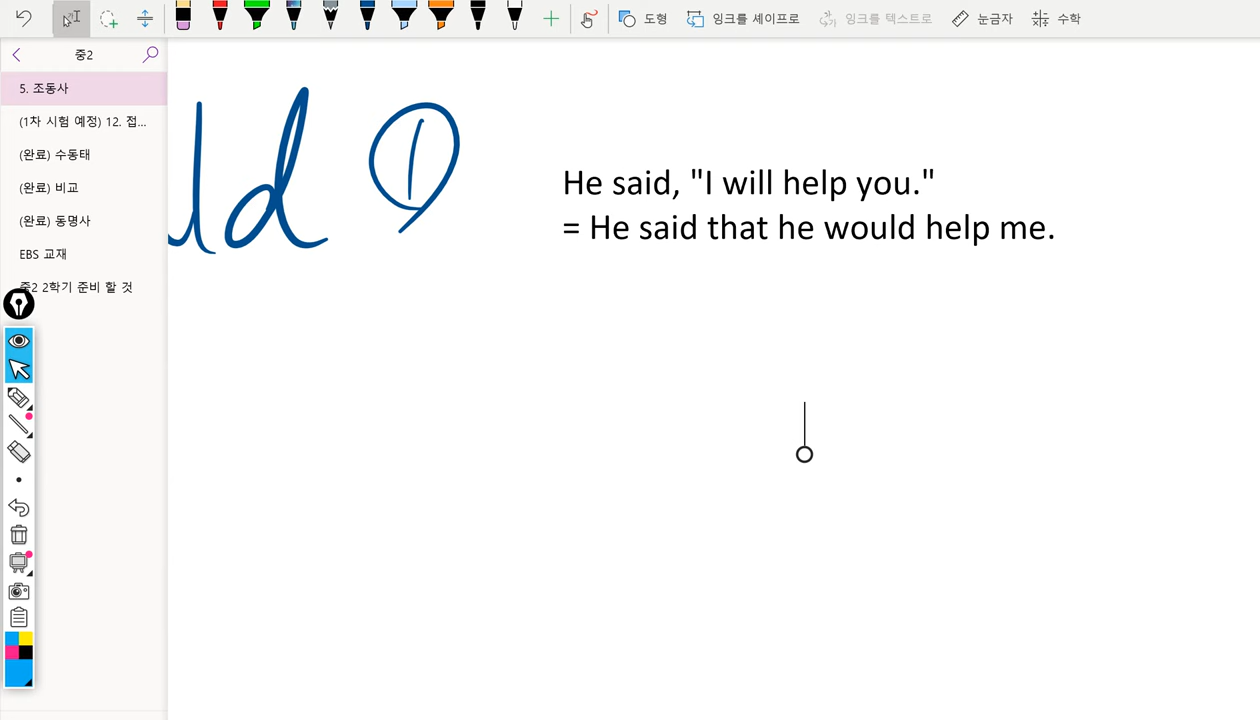 도형
잉크를 셰이프로
잉크를 텍스트로
눈금자
수학
중2
5. 조동사
(1차 시험 예정) 12. 접...
(완료) 수동태
(완료) 비교
(완료) 동명사
EBS 교재
중2 2학기 준비 할 것
ld ①
He said, "I will help you."
= He said that he would help me.